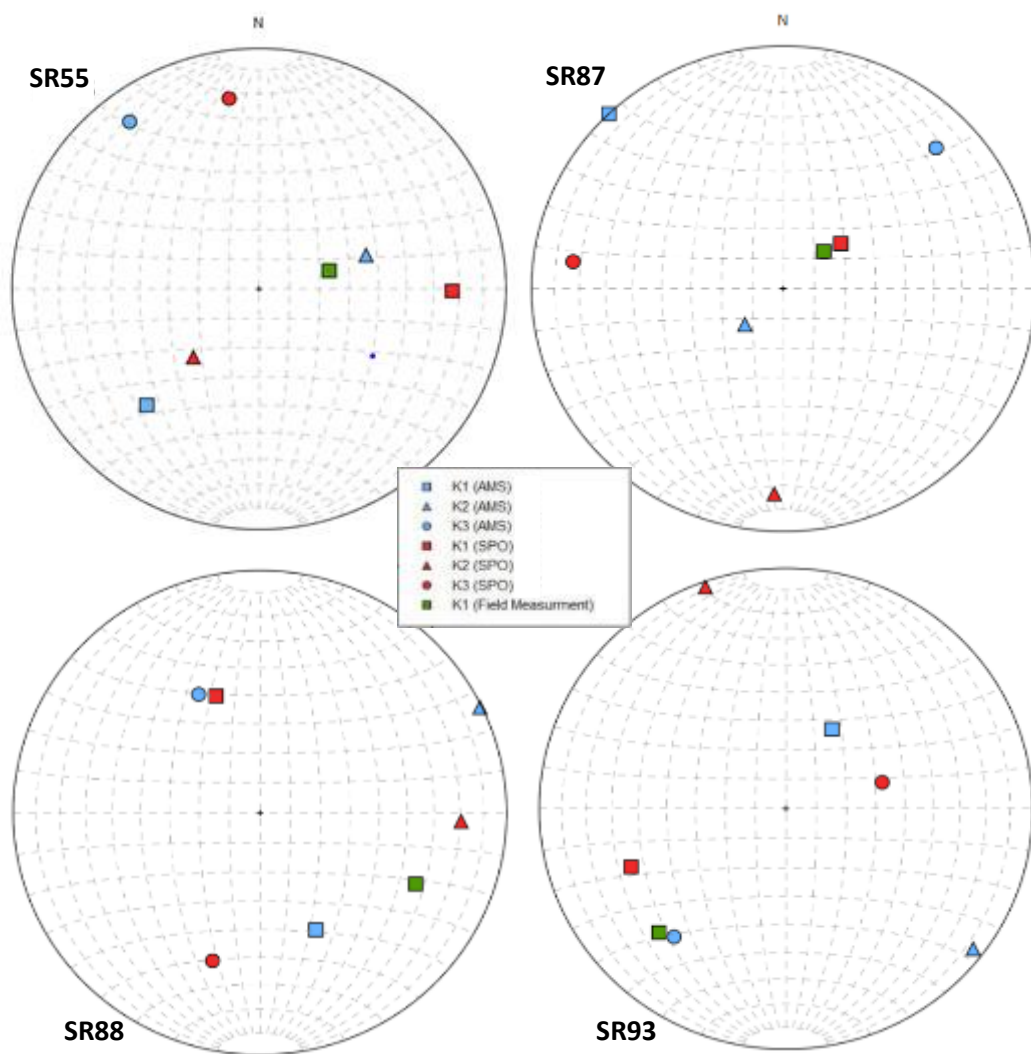 N
N
SR55
SR87
K1 (AMS)
K2 (AMS)
K3 (AMS)
K1 (SPO)
K2 (SPO)
K3 (SPO)
K1 (Field Measurment)
SR88
SR93